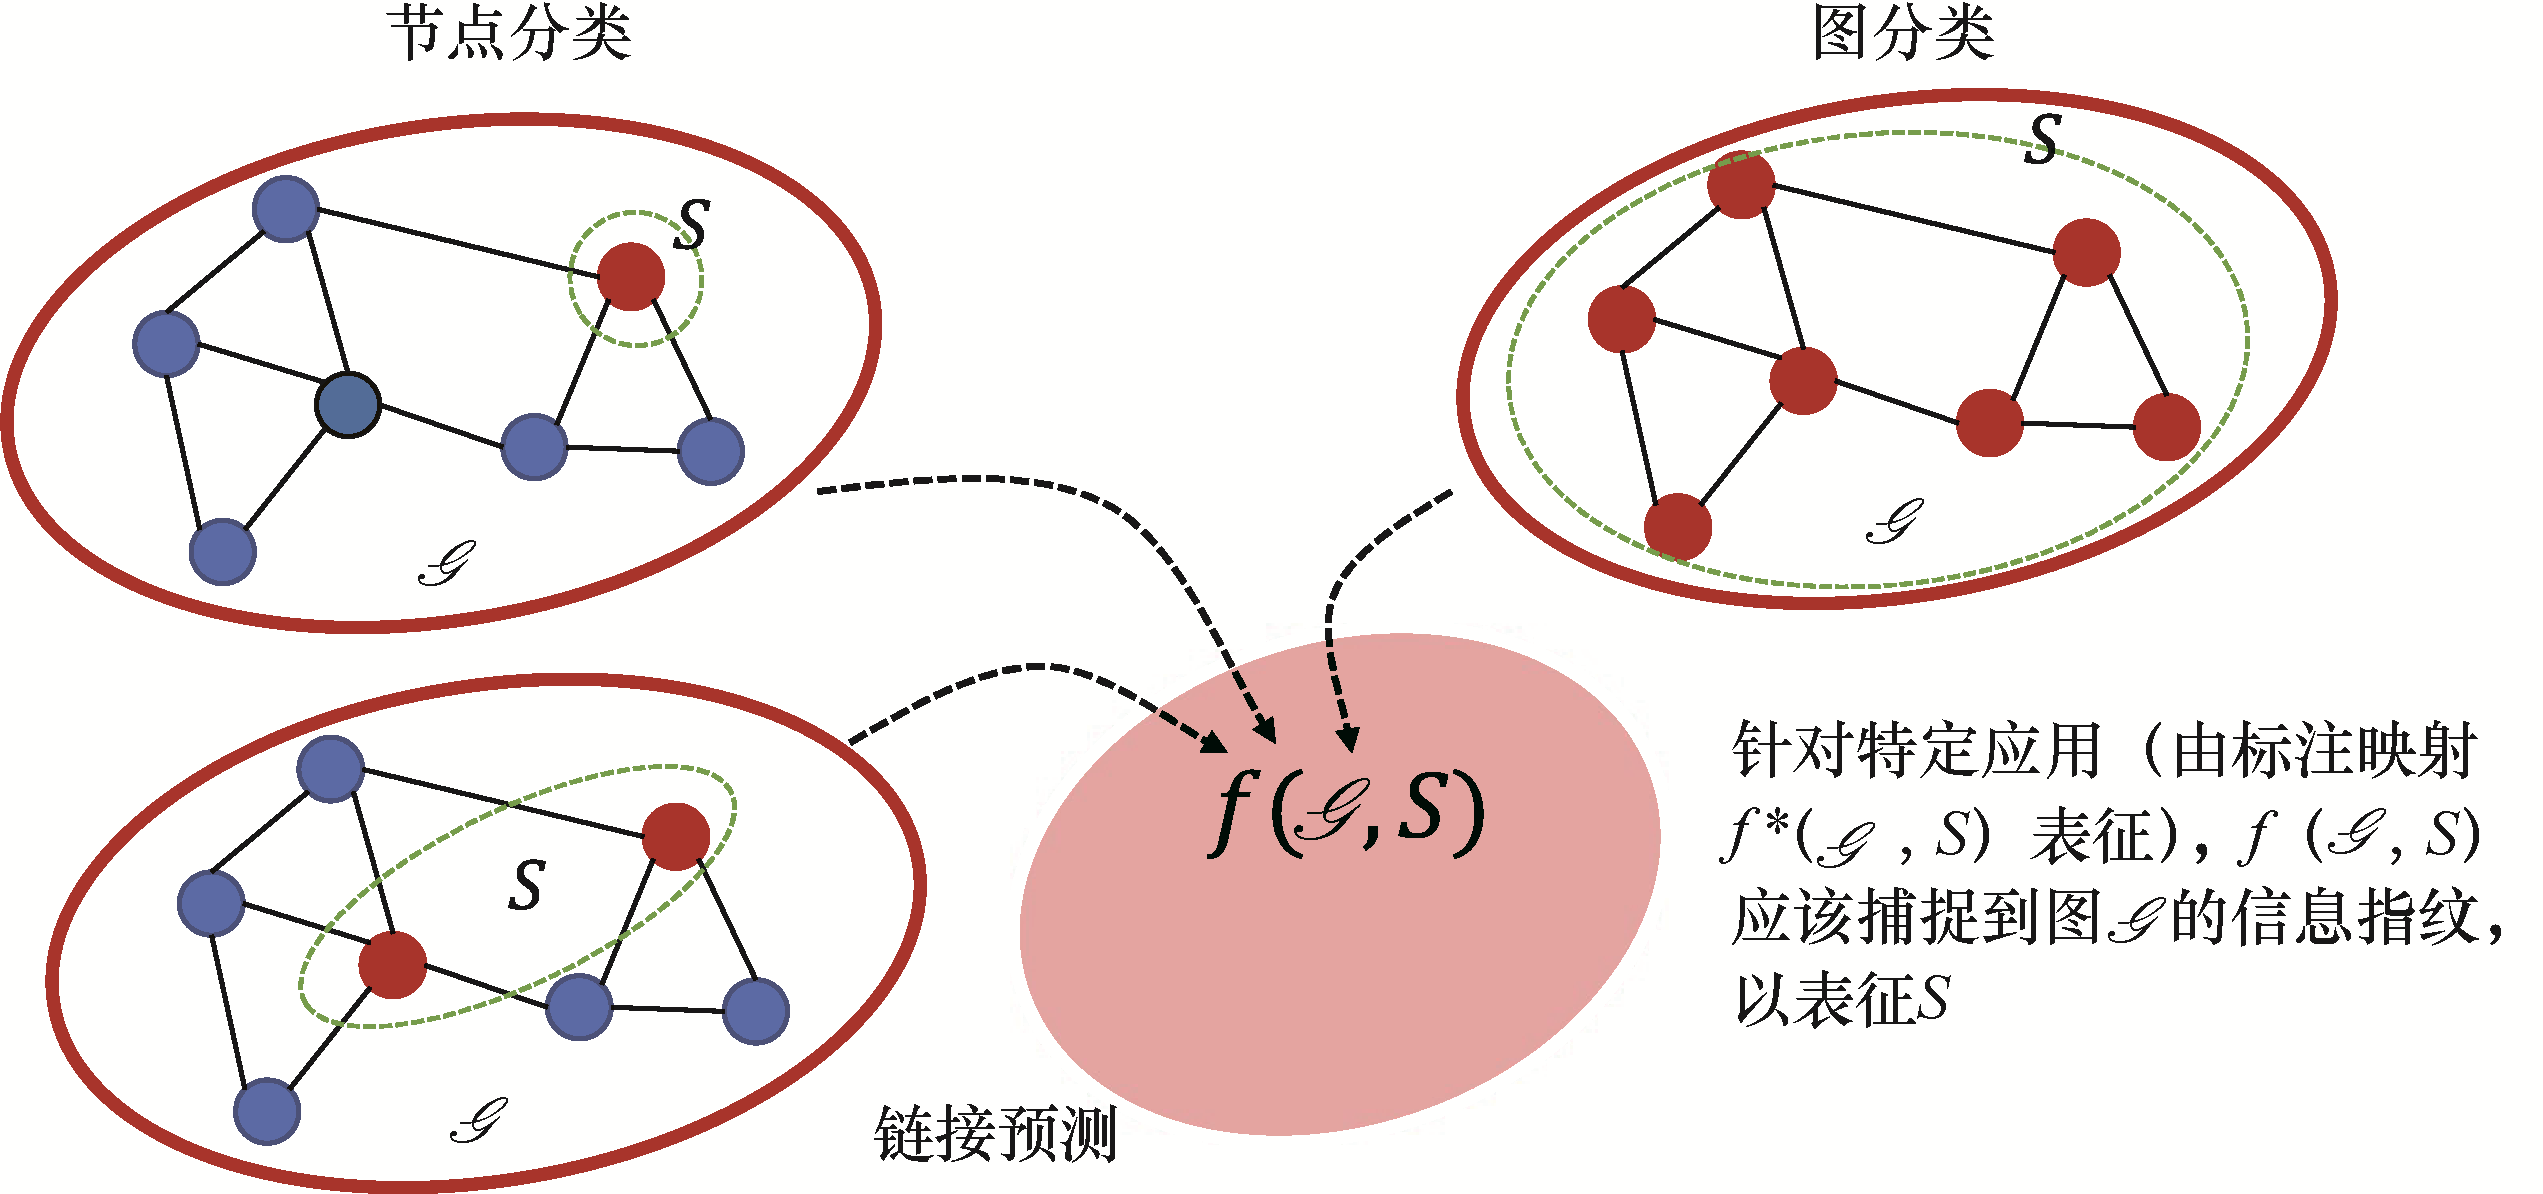 节点分类
图分类
S
S
𝒢
𝒢
f(𝒢,S)
S
𝒢
链接预测
针对特定应用（由标注映射
f*(𝒢, S) 表征），f (𝒢, S)
应该捕捉到图𝒢的信息指纹，
以表征S